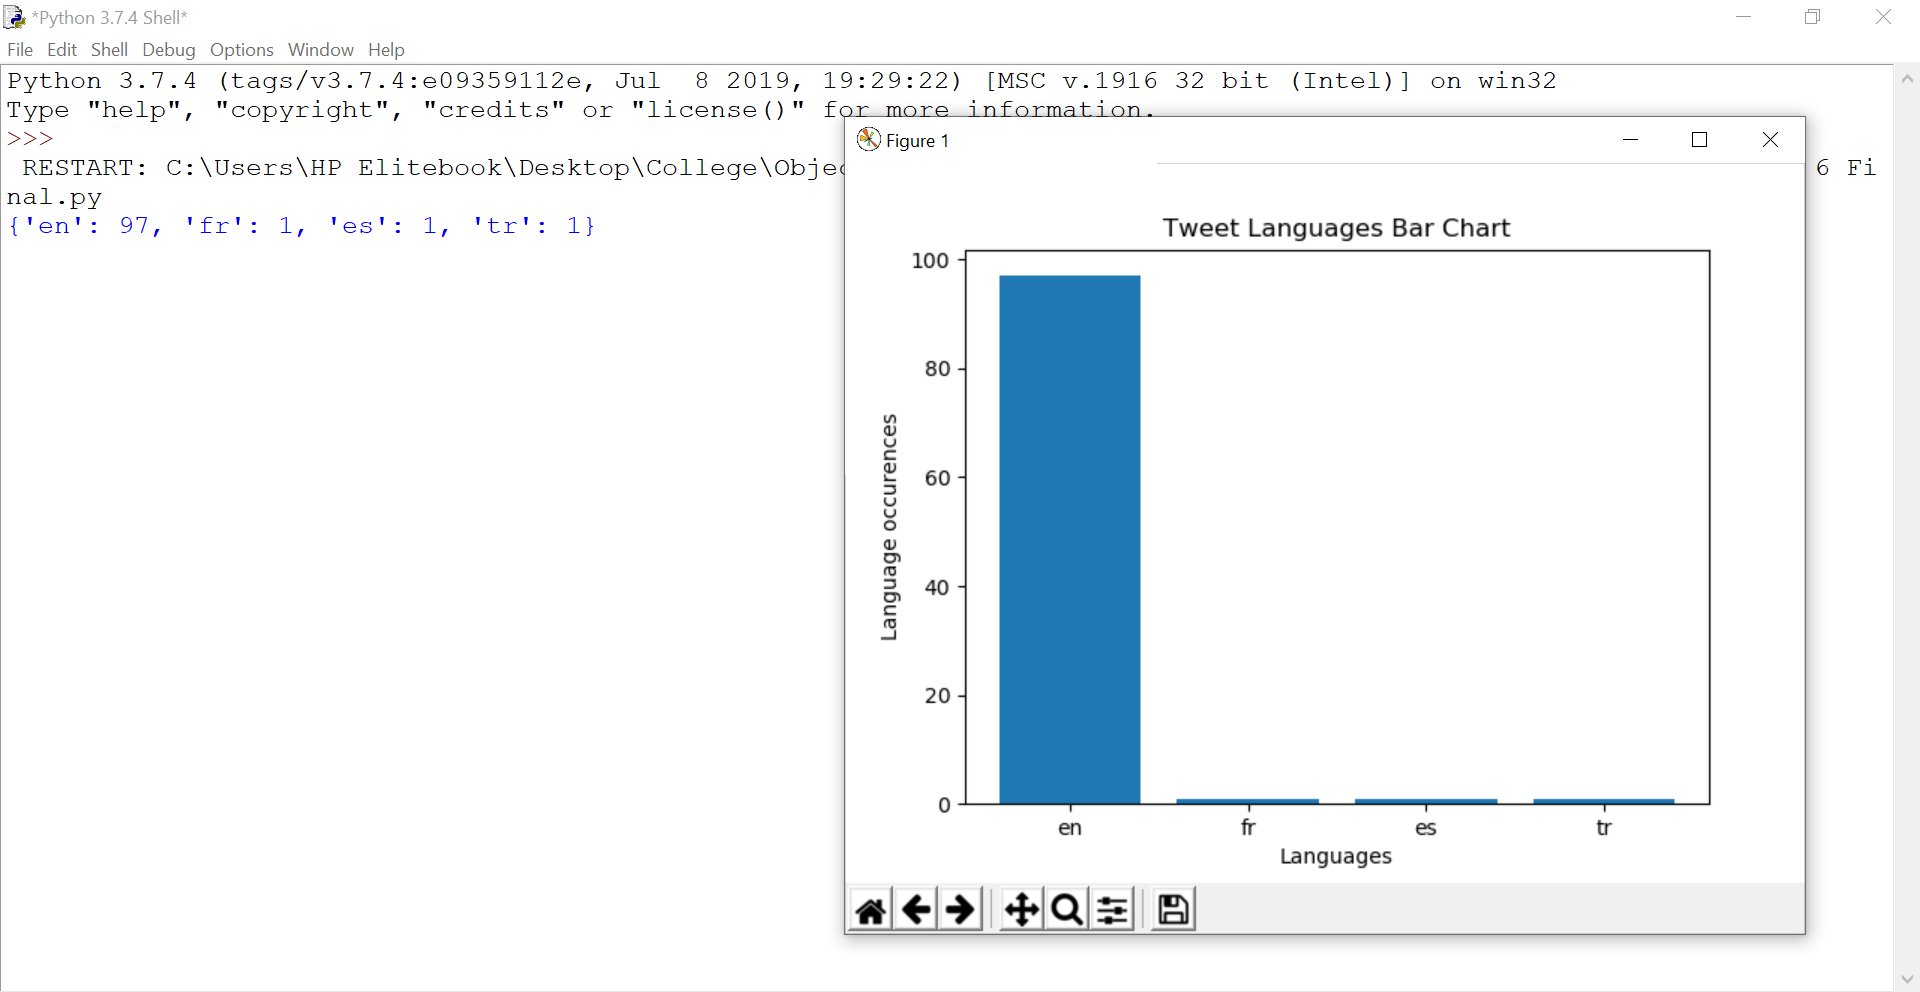 *Python 3.7.4 Shell*
File Edit Shell Debug Options Window Help
Python 3.7.4 (tags/v3.7.4:e09359112e, Jul  8 2019, 19:29:22) [MSC v.1916 32 bit (Intel)] on win32
Type "help", "copyright", "credits" or "license()" for more information.
>>>
RESTART: C:\Users\HP Elitebook\Desktop\College\Objec 6 Fi
nal.py
{'en': 97, 'fr': 1, 'es': 1, 'tr': 1}
Figure 1
Tweet Languages Bar Chart
Language occurences
100
80
60
40
20
0
en fr es tr
Languages